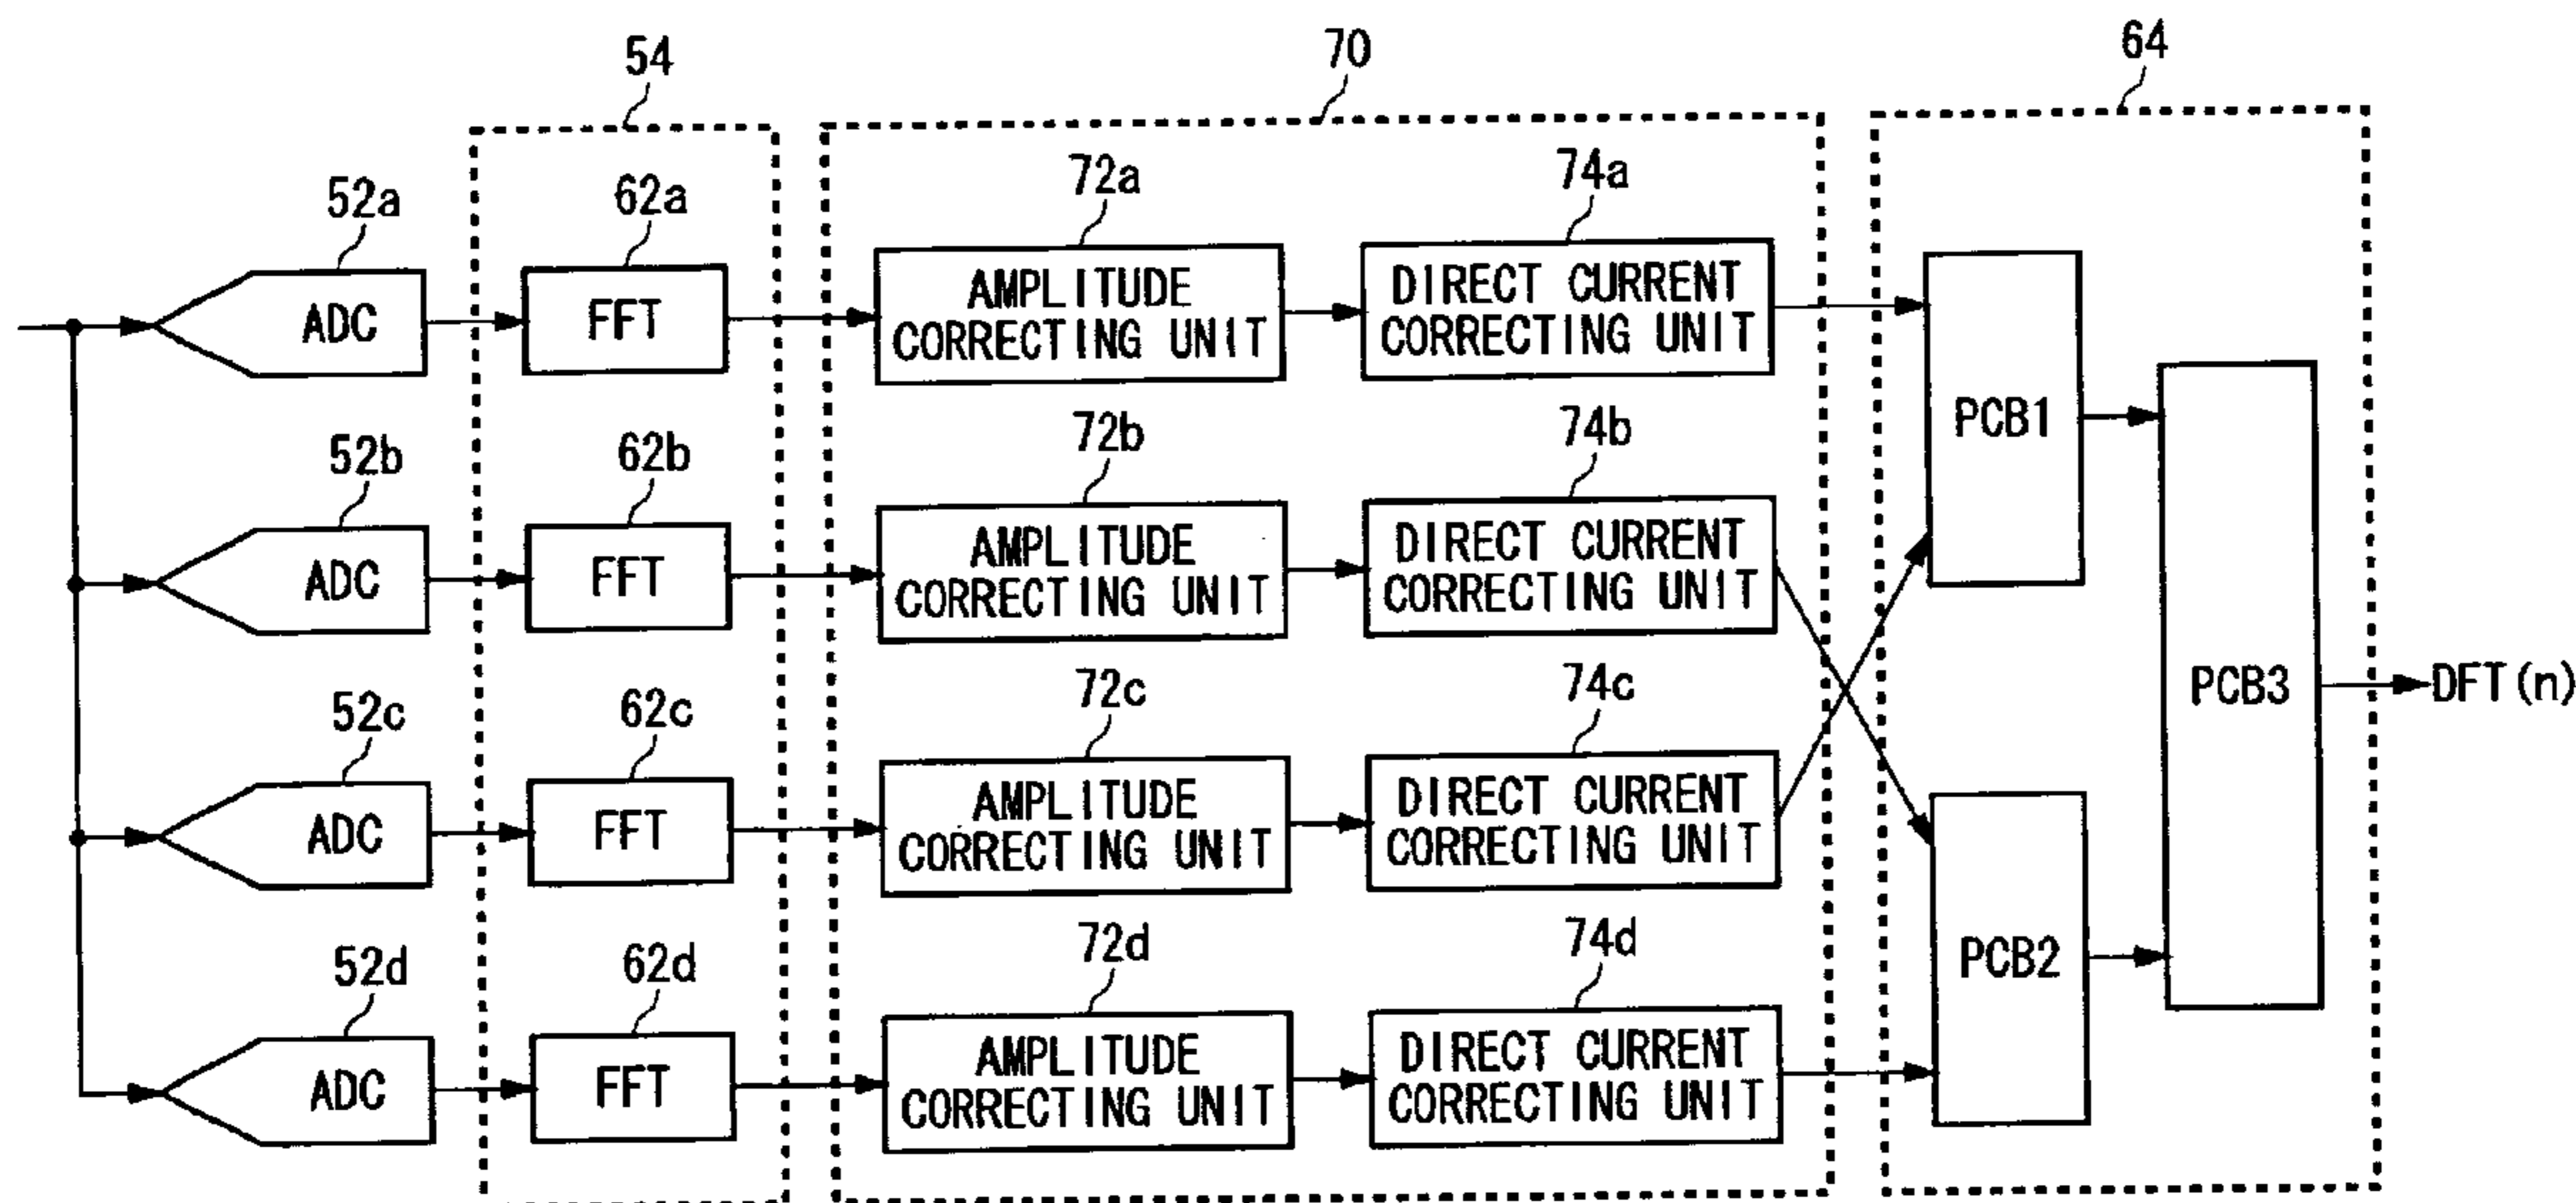 54
70
64
52a
62a
72a
74a
ADC
FFT
AMPLITUDE
CORRECTING UNIT
DIRECT CURRENT
CORRECTING UNIT
PCB1
52b
62b
72b
74b
ADC
FFT
AMPLITUDE
CORRECTING UNIT
DIRECT CURRENT
CORRECTING UNIT
52c
62c
72c
74c
ADC
FFT
AMPLITUDE
CORRECTING UNIT
DIRECT CURRENT
CORRECTING UNIT
PCB3
DFT(n)
52d
62d
72d
74d
ADC
FFT
AMPLITUDE
CORRECTING UNIT
DIRECT CURRENT
CORRECTING UNIT
PCB2